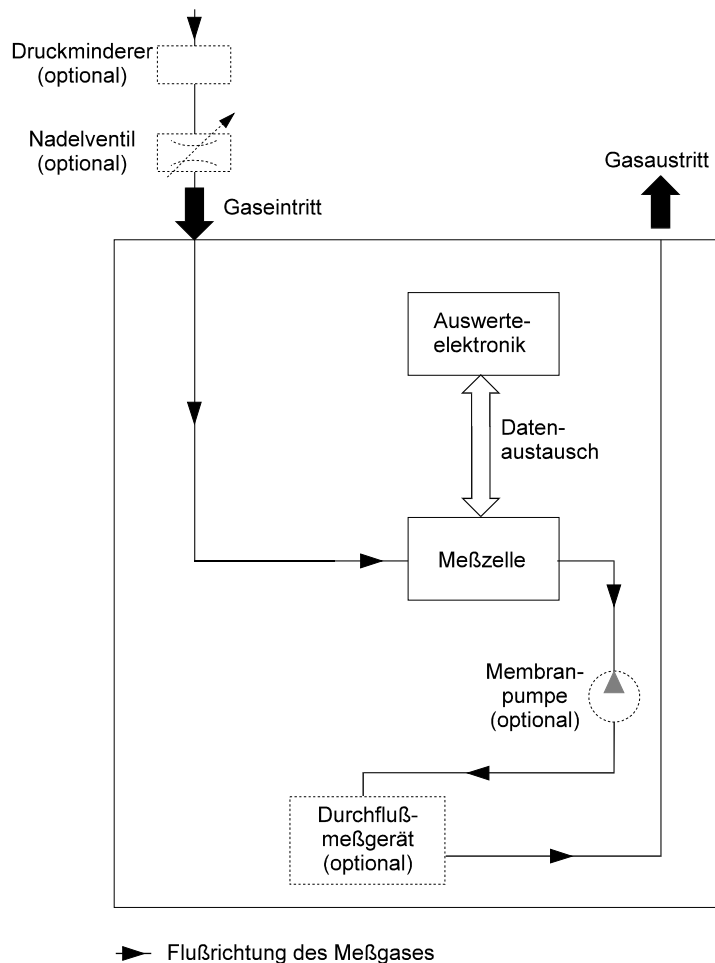 Druckminderer
(optional)
Nadelventil
(optional)
Gaseintritt
Gasaustritt
Auswerte-
elektronik
Daten-
austausch
Meßzelle
Membran-
pumpe
(optional)
Durchfluß-
meßgerät
(optional)
Flußrichtung des Meßgases